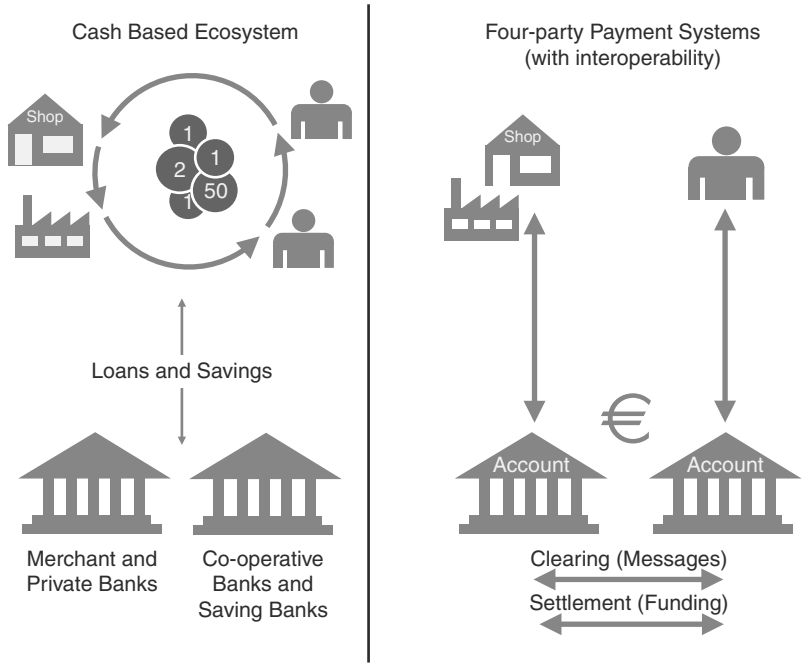 Cash Based Ecosystem
Shop
1
1
2
50
1
Loans and Savings
Merchant and
Private Banks
Co-operative
Banks and
Saving Banks
Four-party Payment Systems
(with interoperability)
Shop
€
Account
Account
Clearing (Messages)
Settlement (Funding)